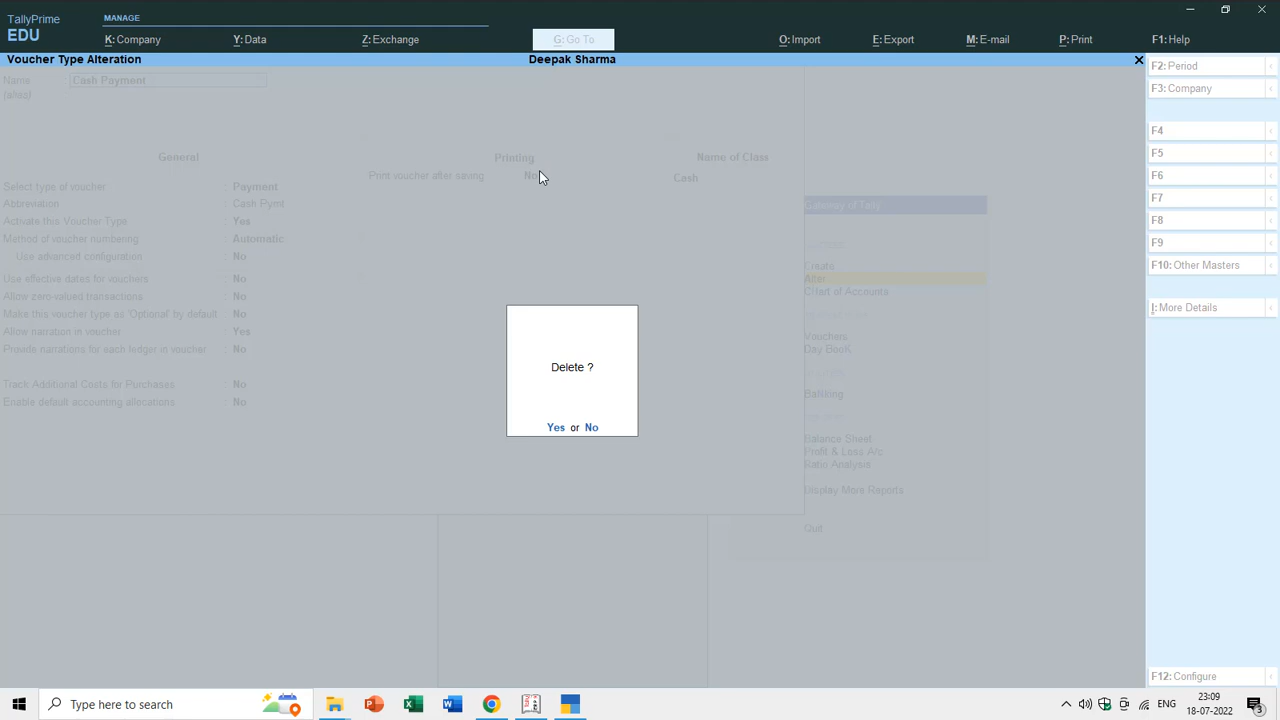 TallyPrime
EDU
MANAGE
K: Company
Y: Data
Z: Exchange
G: Go To
O: Import
E: Export
M: E-mail
P: Print
F1: Help
Voucher Type Alteration
Deepak Sharma
F2: Period
Name
Cash Payment
(alias)
F3: Company
F4
F5
F6
F7
F8
F9
F10: Other Masters
I: More Details
F12: Configure
General
Printing
Name of Class
Print voucher after saving
No
Cash
Select type of voucher : Payment
Abbreviation : Cash Pymt
Activate this Voucher Type : Yes
Method of voucher numbering : Automatic
Use advanced configuration : No
Use effective dates for vouchers : No
Allow zero-valued transactions : No
Make this voucher type as 'Optional' by default : No
Allow narration in voucher : Yes
Provide narrations for each ledger in voucher : No
Track Additional Costs for Purchases : No
Enable default accounting allocations : No
Gateway of Tally
Create
Alter
CHart of Accounts
Vouchers
Day BooK
BaNking
Balance Sheet
Profit & Loss A/c
Ratio Analysis
Display More Reports
Quit
Delete ?
Yes or No
Type here to search
ENG
23:09
18-07-2022
3